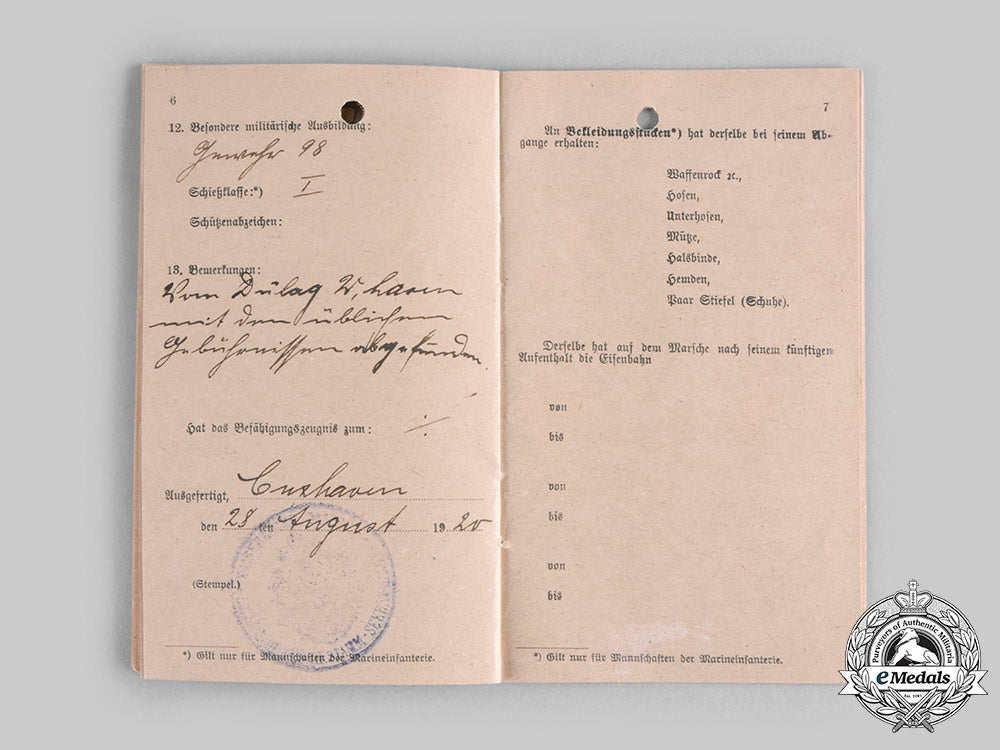 6
12. Besondere militärische Ausbildung:
Gewehr 98
Schießklasse:*) I
Schützenabzeichen:
13. Bemerkungen:
Vom Dulag W,haven
mit den üblichen
Gebührnissen abgefunden.
Hat das Befähigungszeugnis zum: ·/·
Ausgefertigt, Cuxhaven
den 28 ten August 1920
(Stempel.)
*) Gilt nur für Mannschaften der Marineinfanterie.
7
An Bekleidungsstücken*) hat derselbe bei seinem Ab-
gange erhalten:
Waffenrock ꝛc.,
Hosen,
Unterhosen,
Mütze,
Halsbinde,
Hemden,
Paar Stiefel (Schuhe).
Derselbe hat auf dem Marsche nach seinem künftigen
Aufenthalt die Eisenbahn
von
bis
von
bis
von
bis
*) Gilt nur für Mannschaften der Marineinfanterie.
Purveyors of Authentic Militaria
eMedals